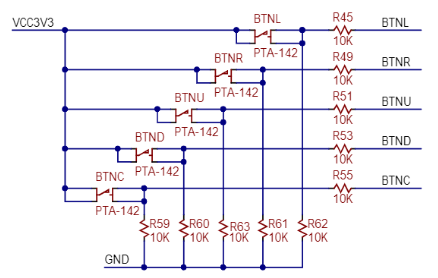 VCC3V3 BTNL R45 BTNL
PTA-142 10K
BTNR R49 BTNR
PTA-142 10K
BTNU R51 BTNU
PTA-142 10K
BTND R53 BTND
PTA-142 10K
BTNC R55 BTNC
PTA-142 10K
R59 R60 R63 R61 R62
10K 10K 10K 10K 10K
GND